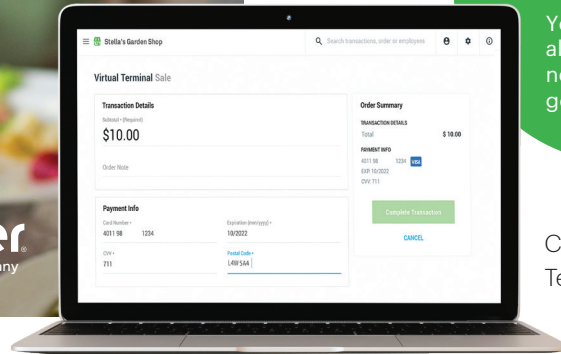 Stella's Garden Shop
Search transactions, order or employees
Virtual Terminal Sale
Transaction Details
Subtotal • (Required)
$10.00
Order Note
Payment Info
Card Number •
Expiration (mm/yyyy) •
4011 98 1234
10/2022
CVV •
Postal Code •
711
L4W 5A4
Order Summary
TRANSACTION DETAILS
Total $ 10.00
PAYMENT INFO
4011 98 1234 VISA
EXP. 10/2022
CVV: 711
Complete Transaction
CANCEL